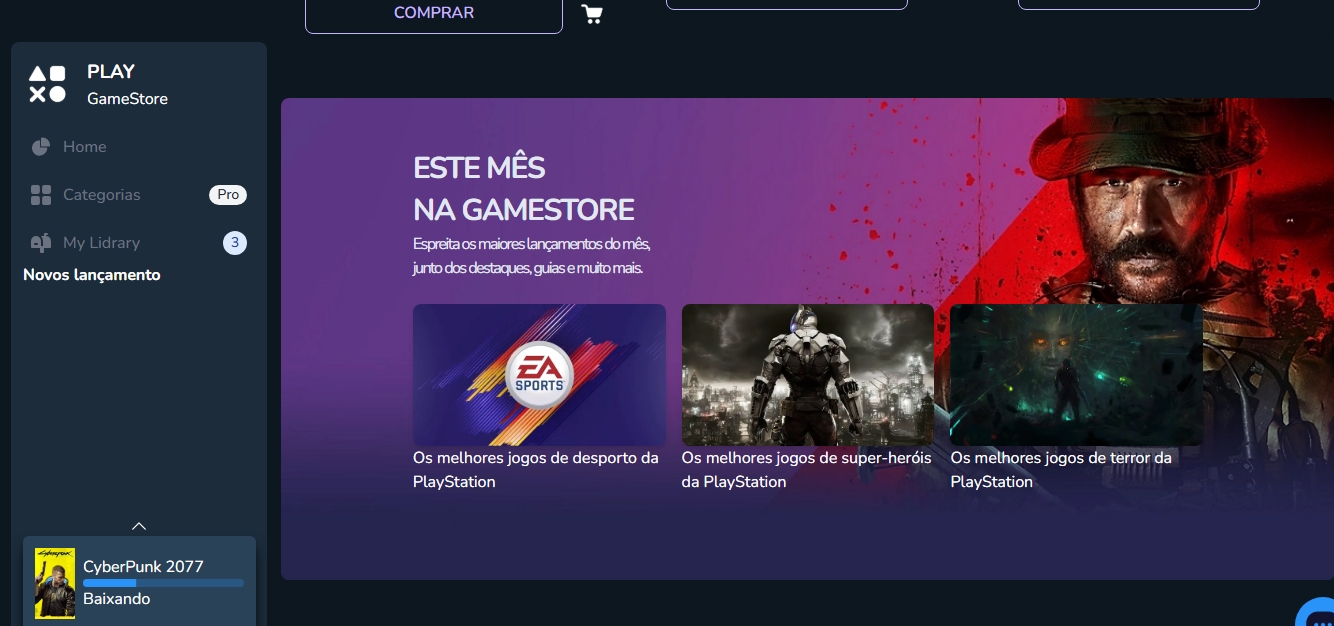 COMPRAR
PLAY
GameStore
Home
Categorias
Pro
My Lidrary
3
Novos lançamento
CyberPunk 2077
Baixando
ESTE MÊS
NA GAMESTORE
Espreita os maiores lançamentos do mês,
junto dos destaques, guias e muito mais.
EA
SPORTS
Os melhores jogos de desporto da
PlayStation
Os melhores jogos de super-heróis
da PlayStation
Os melhores jogos de terror da
PlayStation